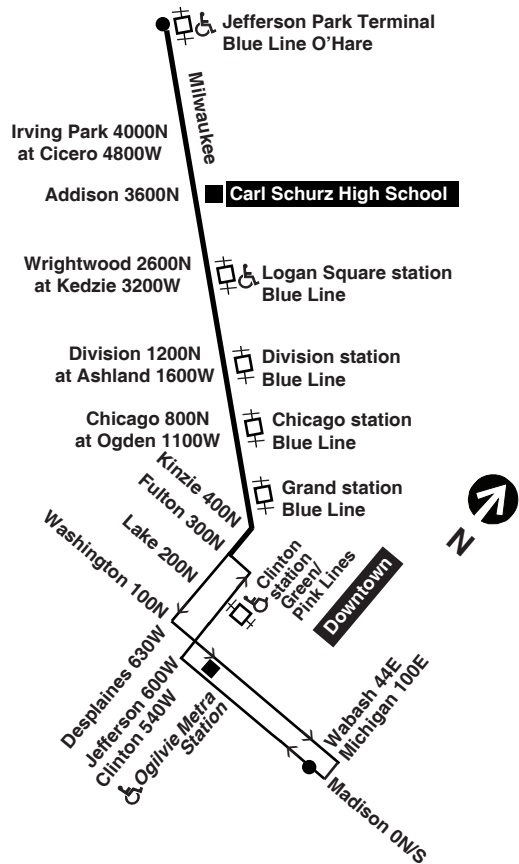 Jefferson Park Terminal
Blue Line O’Hare
Milwaukee
Irving Park 4000N
at Cicero 4800W
Addison 3600N
Carl Schurz High School
Wrightwood 2600N
at Kedzie 3200W
Logan Square station
Blue Line
Division 1200N
at Ashland 1600W
Division station
Blue Line
Chicago 800N
at Ogden 1100W
Chicago station
Blue Line
Kinzie 400N
Fulton 300N
Grand station
Blue Line
Lake 200N
Washington 100N
Clinton
station
Green/
Pink Lines
N
Downtown
Desplaines 630W
Jefferson 600W
Clinton 540W
Ogilvie Metra
Station
Wabash 44E
Michigan 100E
Madison 0N/S